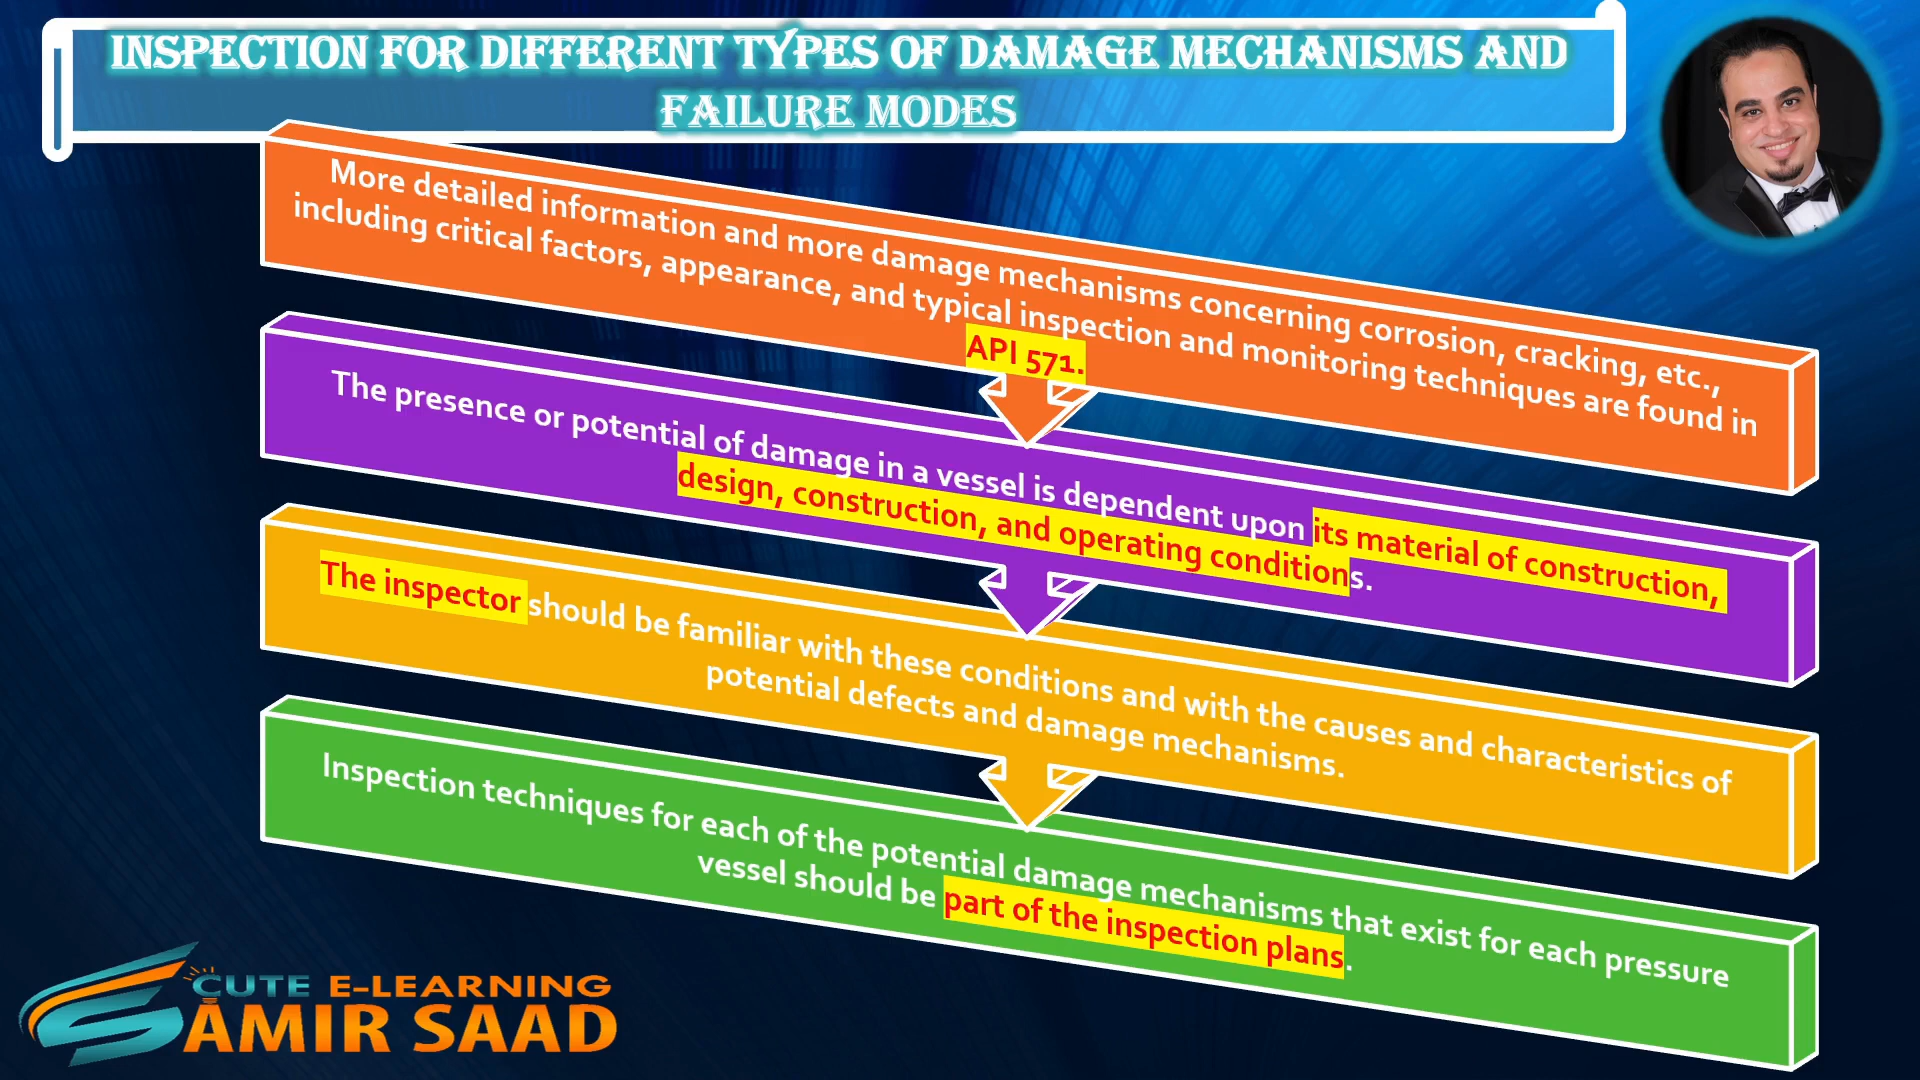 INSPECTION FOR DIFFERENT TYPES OF DAMAGE MECHANISMS AND
FAILURE MODES
More detailed information and more damage mechanisms concerning corrosion, cracking, etc.,
including critical factors, appearance, and typical inspection and monitoring techniques are found in
API 571.
The presence or potential of damage in a vessel is dependent upon its material of construction,
design, construction, and operating conditions.
The inspector should be familiar with these conditions and with the causes and characteristics of
potential defects and damage mechanisms.
Inspection techniques for each of the potential damage mechanisms that exist for each pressure
vessel should be part of the inspection plans.
CUTE E-LEARNING
AMIR SAAD